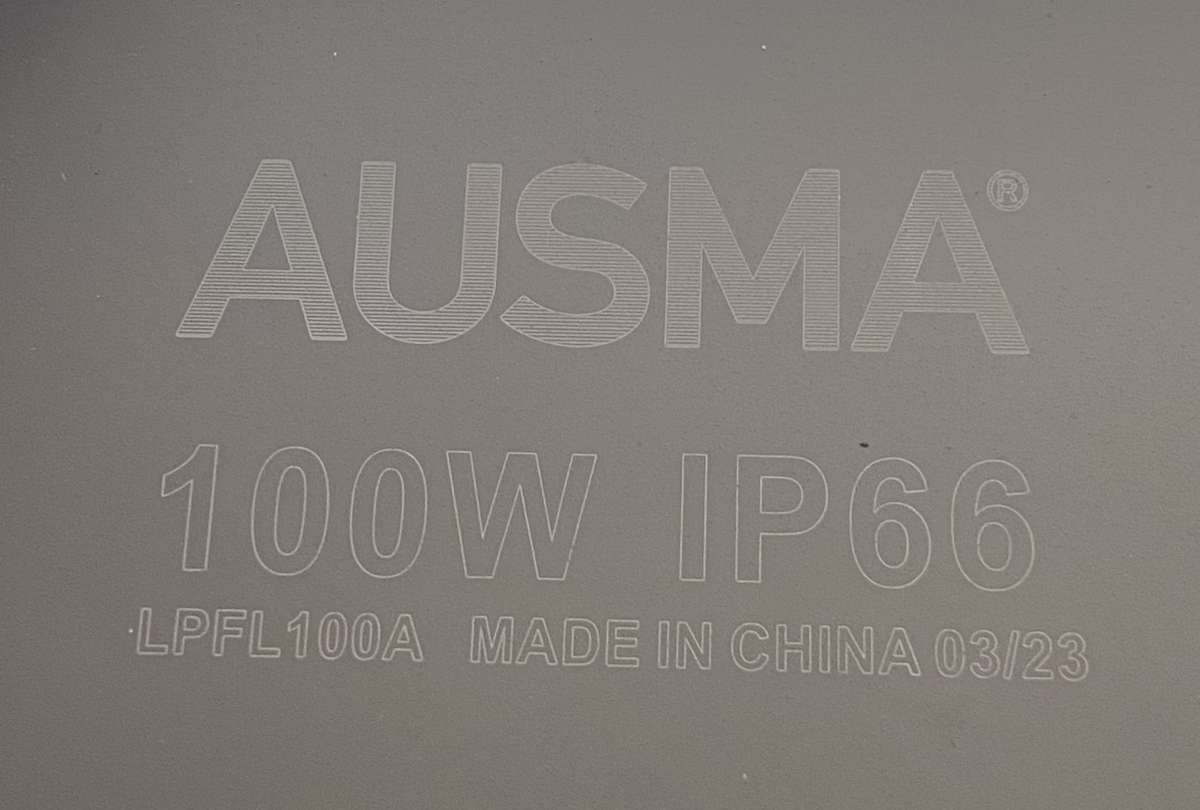 AUSMA®
100W IP66
LPFL100A MADE IN CHINA 03/23